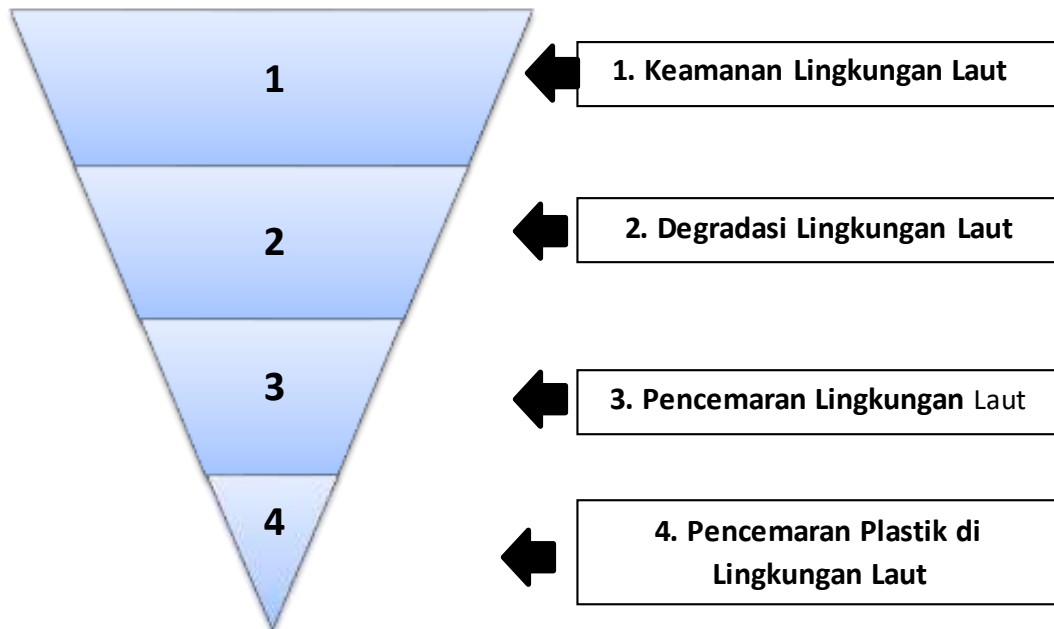 1
1. Keamanan Lingkungan Laut
2
2. Degradasi Lingkungan Laut
3
3. Pencemaran Lingkungan Laut
4
4. Pencemaran Plastik di
Lingkungan Laut